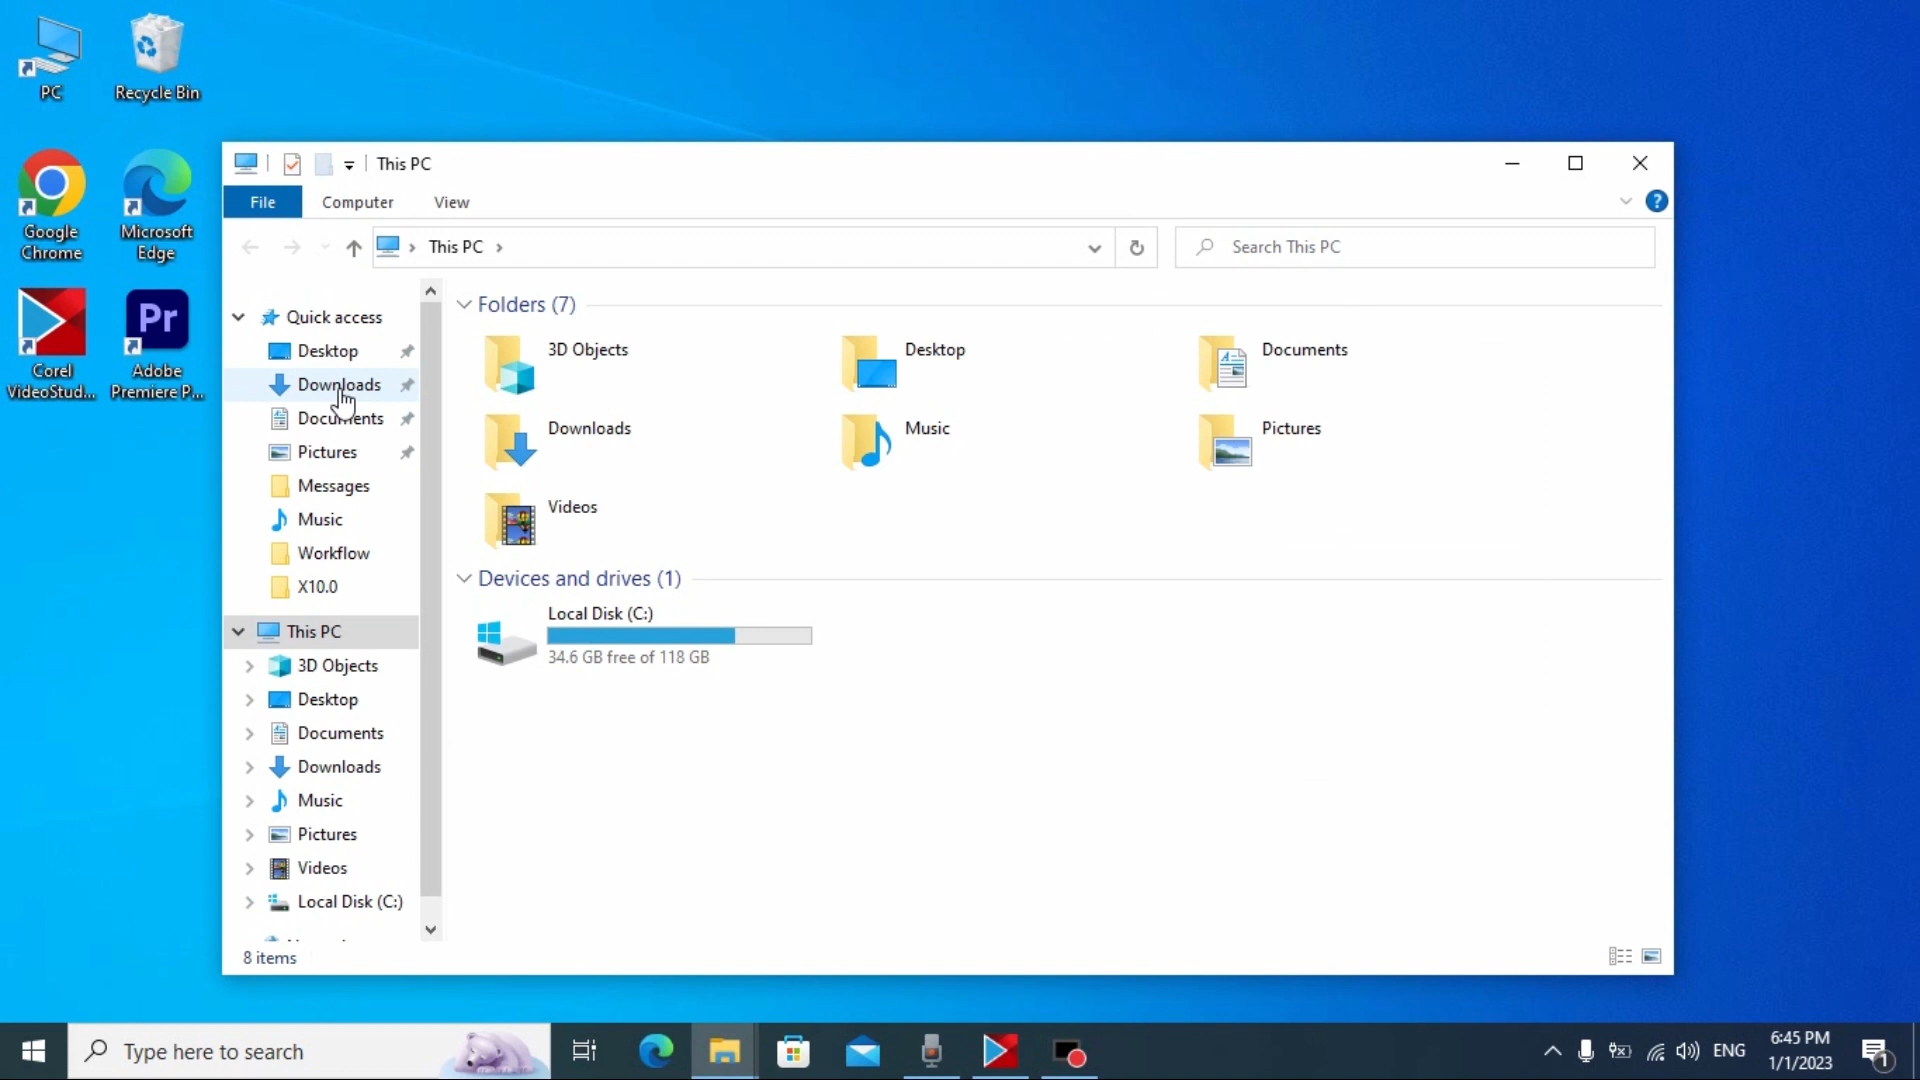 PC
Recycle Bin
Google
Chrome
Microsoft
Edge
Corel
VideoStud...
Pr
Adobe
Premiere P...
This PC
File
Computer
View
?
This PC
Search This PC
Quick access
Desktop
Downloads
Documents
Pictures
Messages
Music
Workflow
X10.0
This PC
3D Objects
Desktop
Documents
Downloads
Music
Pictures
Videos
Local Disk (C:)
Folders (7)
3D Objects
Desktop
Documents
Downloads
Music
Pictures
Videos
Devices and drives (1)
Local Disk (C:)
34.6 GB free of 118 GB
8 items
Type here to search
ENG
6:45 PM
1/1/2023
1